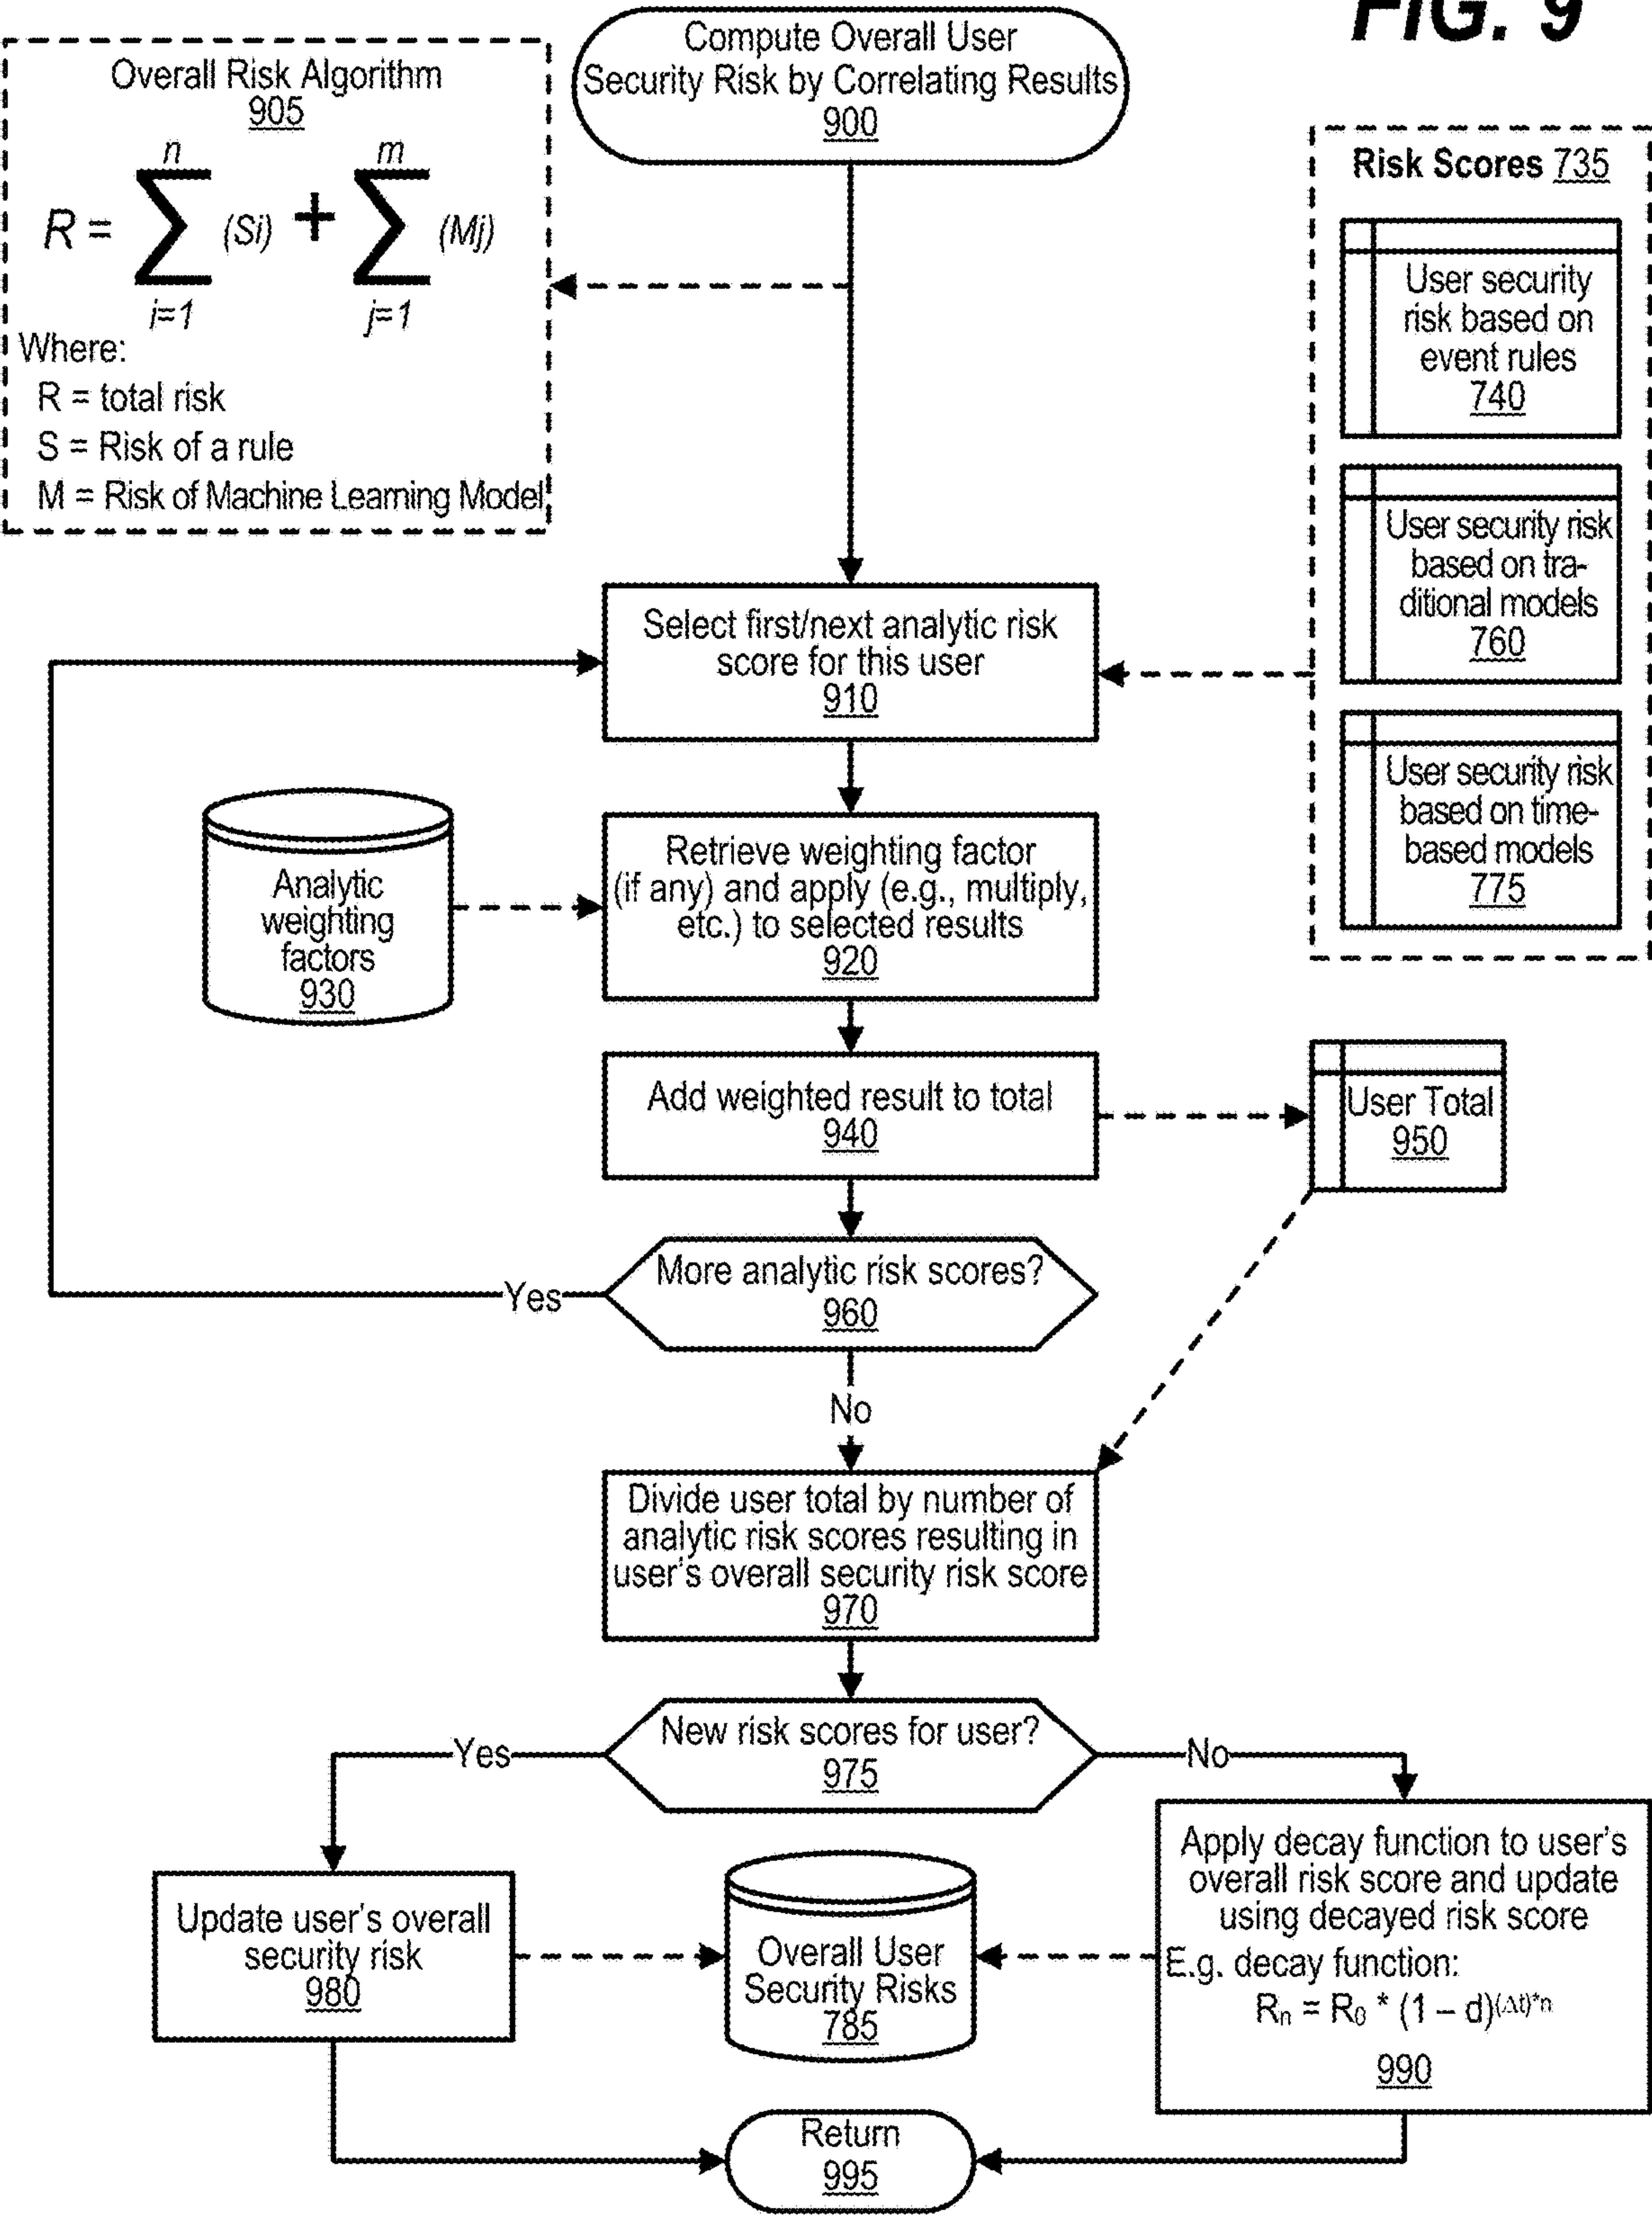 FIG. 9
Compute Overall User
Security Risk by Correlating Results
900
Overall Risk Algorithm
905
n m
R = ∑ (Si) + ∑ (Mj)
i=1 j=1
Where:
R = total risk
S = Risk of a rule
M = Risk of Machine Learning Model
Risk Scores 735
User security
risk based on
event rules
740
User security risk
based on tra-
ditional models
760
User security risk
based on time-
based models
775
Select first/next analytic risk
score for this user
910
Analytic
weighting
factors
930
Retrieve weighting factor
(if any) and apply (e.g., multiply,
etc.) to selected results
920
Add weighted result to total
940
User Total
950
More analytic risk scores?
960
Yes
No
Divide user total by number of
analytic risk scores resulting in
user's overall security risk score
970
New risk scores for user?
975
Yes
No
Update user's overall
security risk
980
Overall User
Security Risks
785
Apply decay function to user's
overall risk score and update
using decayed risk score
E.g. decay function:
Rₙ = R₀ * (1 – d)^(Δt)*n
990
Return
995